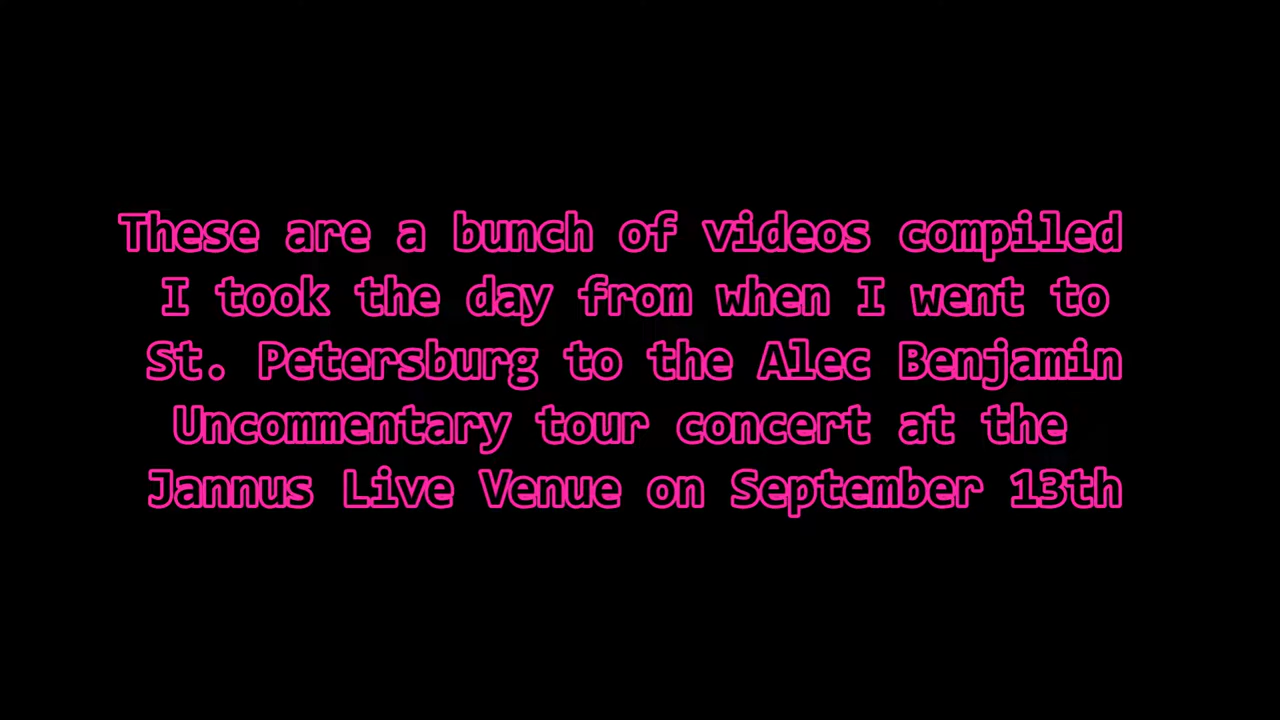 These are a bunch of videos compiled
I took the day from when I went to
St. Petersburg to the Alec Benjamin
Uncommentary tour concert at the
Jannus Live Venue on September 13th